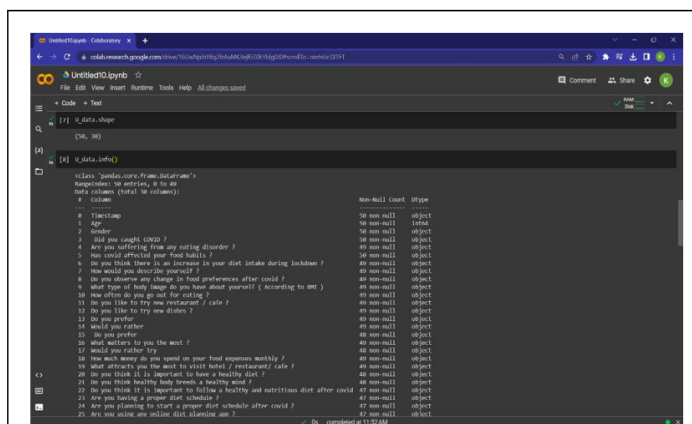 Untitled10.ipynb - Colaboratory
colab.research.google.com/drive/
Untitled10.ipynb
File Edit View Insert Runtime Tools Help All changes saved
Comment Share K
+ Code + Text
RAM
Disk
[7] U_data.shape
(50, 30)
[8] U_data.info()
<class 'pandas.core.frame.DataFrame'>
RangeIndex: 50 entries, 0 to 49
Data columns (total 30 columns):
# Column Non-Null Count Dtype
--- ------ -------------- -----
0 Timestamp 50 non-null object
1 Age 50 non-null int64
2 Gender 50 non-null object
3 Did you caught COVID ? 50 non-null object
4 Are you suffering from any eating disorder ? 49 non-null object
5 Has covid affected your food habits ? 50 non-null object
6 Do you think there is an increase in your diet intake during lockdown ? 49 non-null object
7 How would you describe yourself ? 49 non-null object
8 Do you observe any change in food preferences after covid ? 49 non-null object
9 What type of body image do you have about yourself ( According to BMI ) 49 non-null object
10 How often do you go out for eating ? 49 non-null object
11 Do you like to try new restaurant / cafe ? 49 non-null object
12 Do you like to try new dishes ? 49 non-null object
13 Do you prefer 49 non-null object
14 Would you rather 49 non-null object
15 Do you prefer 48 non-null object
16 What matters to you the most ? 49 non-null object
17 Would you rather try 48 non-null object
18 How much money do you spend on your food expenses monthly ? 49 non-null object
19 What attracts you the most to visit hotel / restaurant/ cafe ? 49 non-null object
20 Do you think it is important to have a healthy diet ? 48 non-null object
21 Do you think healthy body breeds a healthy mind ? 48 non-null object
22 Do you think it is important to follow a healthy and nutritious diet after covid 47 non-null object
23 Are you having a proper diet schedule ? 47 non-null object
24 Are you planning to start a proper diet schedule after covid ? 47 non-null object
25 Are you using any online diet planning app ? 47 non-null object
0s completed at 11:52 AM